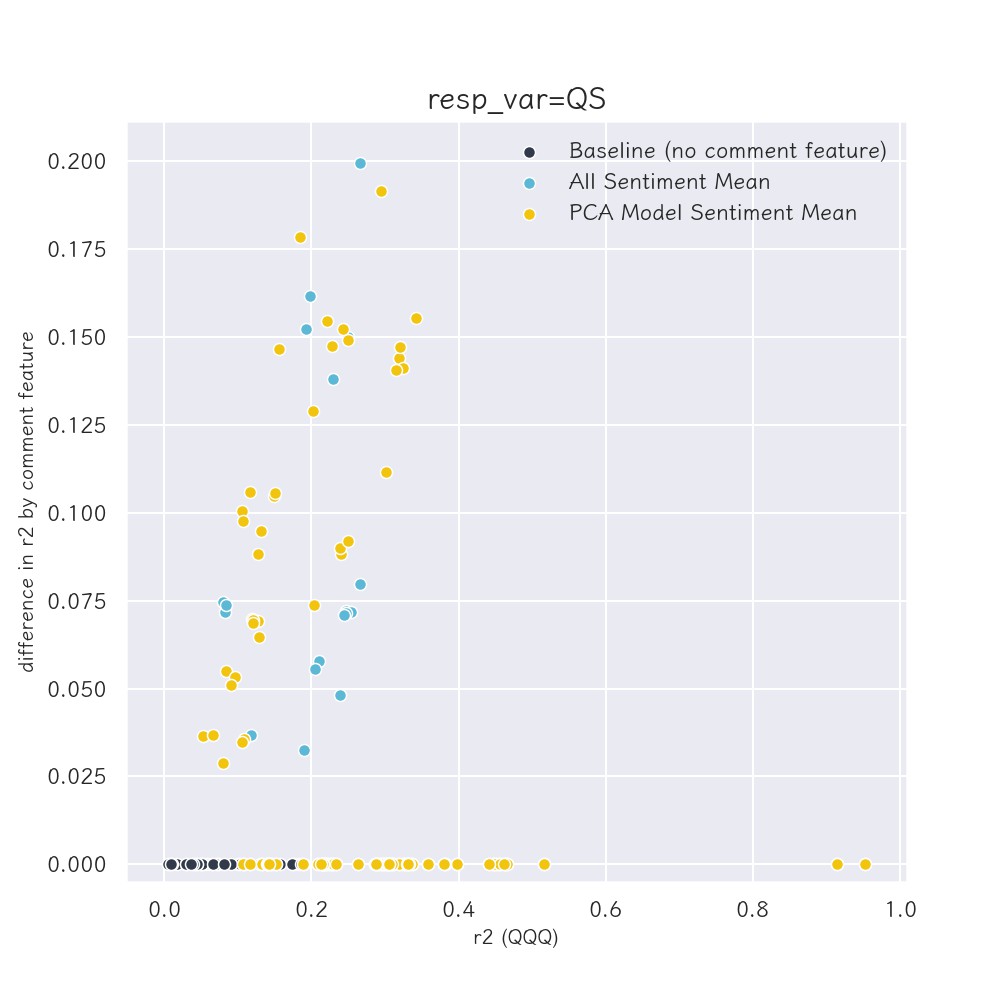 resp_var=QS
Baseline (no comment feature)
All Sentiment Mean
PCA Model Sentiment Mean
difference in r2 by comment feature
0.200
0.175
0.150
0.125
0.100
0.075
0.050
0.025
0.000
0.0 0.2 0.4 0.6 0.8 1.0
r2 (QQQ)